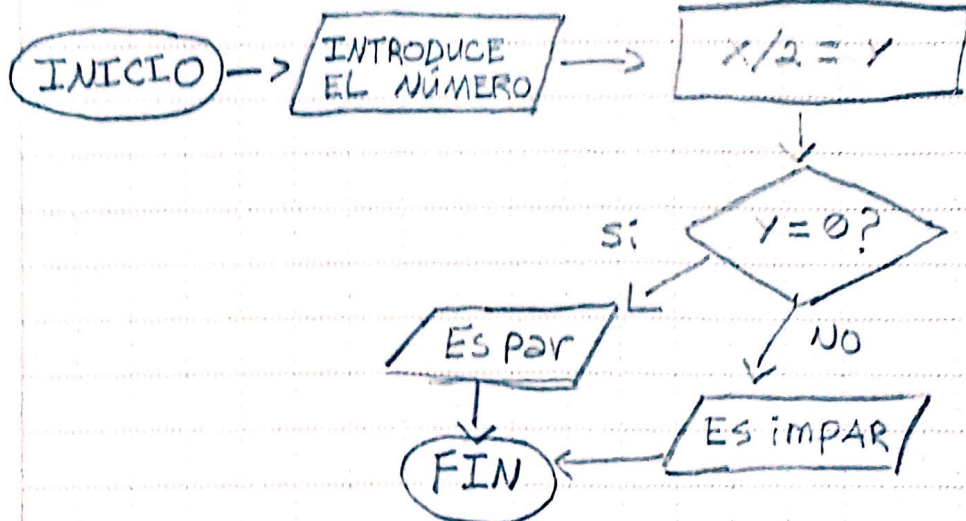 INICIO
INTRODUCE
EL NÚMERO
X/2 = Y
Y = 0?
Si
NO
Es par
Es impAR
FIN